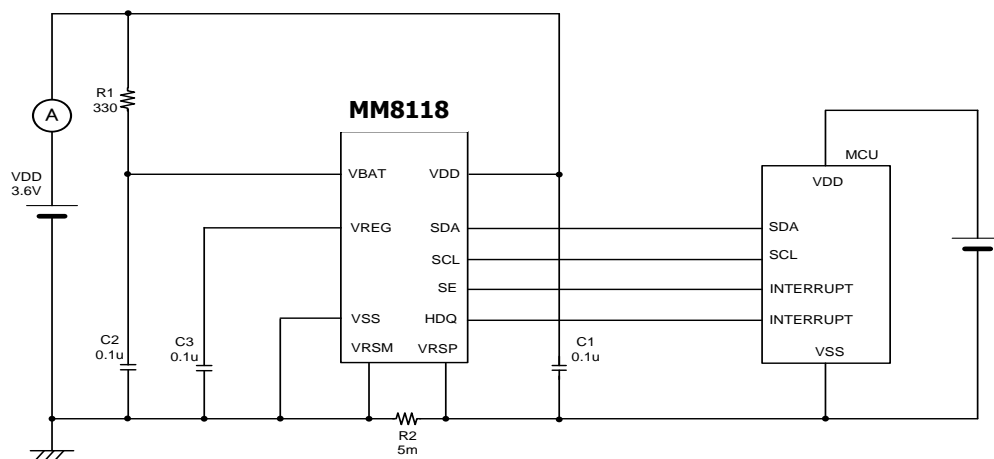 R1
330
MM8118
A
VDD
3.6V
VBAT
VREG
VSS
VRSM
VDD
SDA
SCL
SE
HDQ
VRSP
MCU
VDD
SDA
SCL
INTERRUPT
INTERRUPT
VSS
C2
0.1u
C3
0.1u
C1
0.1u
R2
5m